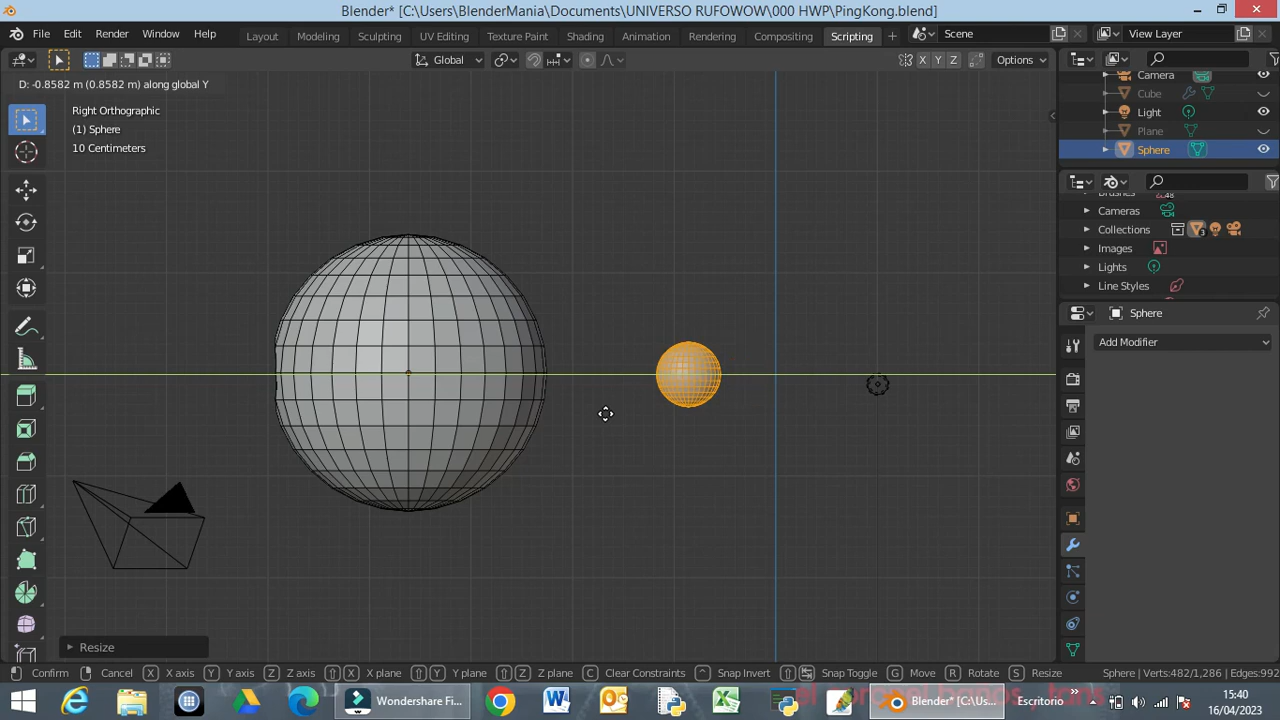 Blender* [C:\Users\BlenderMania\Documents\UNIVERSO RUFOWOW\000 HWP\PingKong.blend]
File Edit Render Window Help Layout Modeling Sculpting UV Editing Texture Paint Shading Animation Rendering Compositing Scripting + Scene View Layer
Global X Y Z Options
D: -0.8582 m (0.8582 m) along global Y
Right Orthographic
(1) Sphere
10 Centimeters
Camera
Cube
Light
Plane
Sphere
Cameras
Collections 3
Images
Lights
Line Styles
Sphere
Add Modifier
Resize
Confirm Cancel X X axis Y Y axis Z Z axis X X plane Y Y plane Z Z plane C Clear Constraints Snap Invert Snap Toggle G Move R Rotate S Resize Sphere | Verts:482/1,286 | Edges:992
Wondershare Fi... Blender* [C:\Us... Escritorio
15:40
16/04/2023